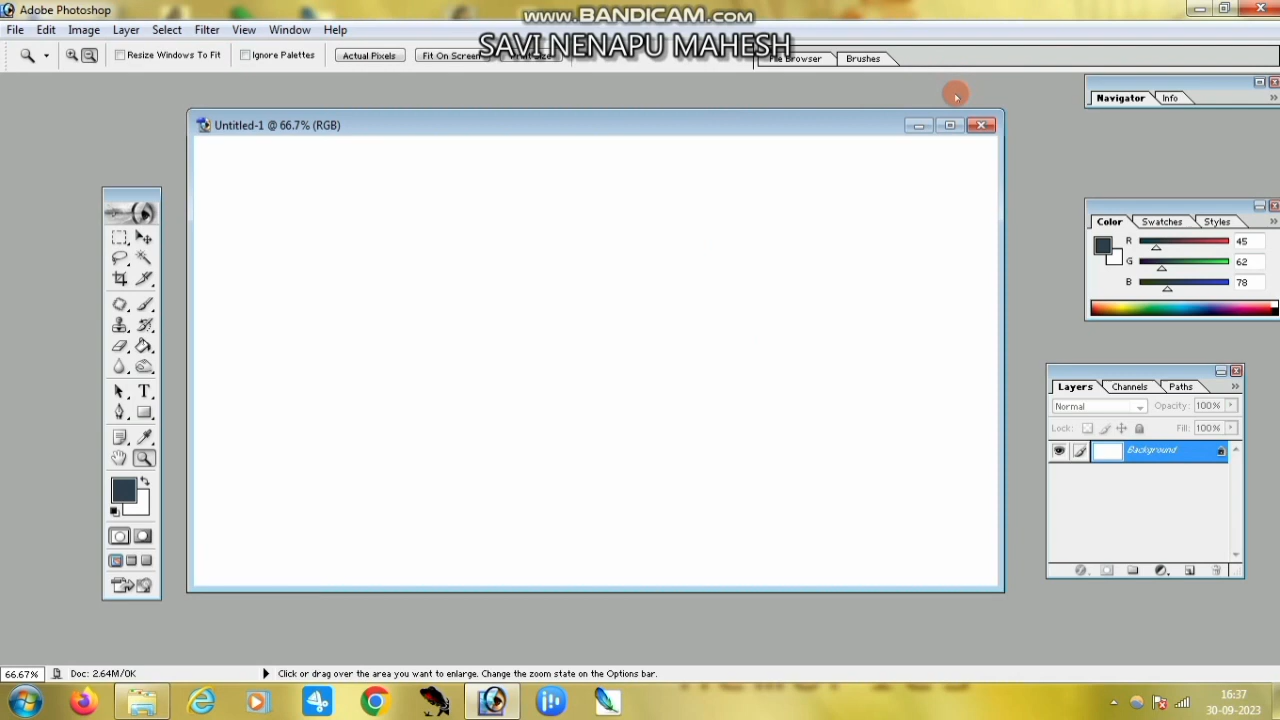 Adobe Photoshop
www.BANDICAM.com
File Edit Image Layer Select Filter View Window Help
SAVI NENAPU MAHESH
Resize Windows To Fit Ignore Palettes Actual Pixels Fit On Screen
File Browser Brushes
Navigator Info
Untitled-1 @ 66.7% (RGB)
Color Swatches Styles
R 45
G 62
B 78
Layers Channels Paths
Normal Opacity: 100%
Lock: Fill: 100%
Background
66.67% Doc: 2.64M/0K Click or drag over the area you want to enlarge. Change the zoom state on the Options bar.
16:37
30-09-2023